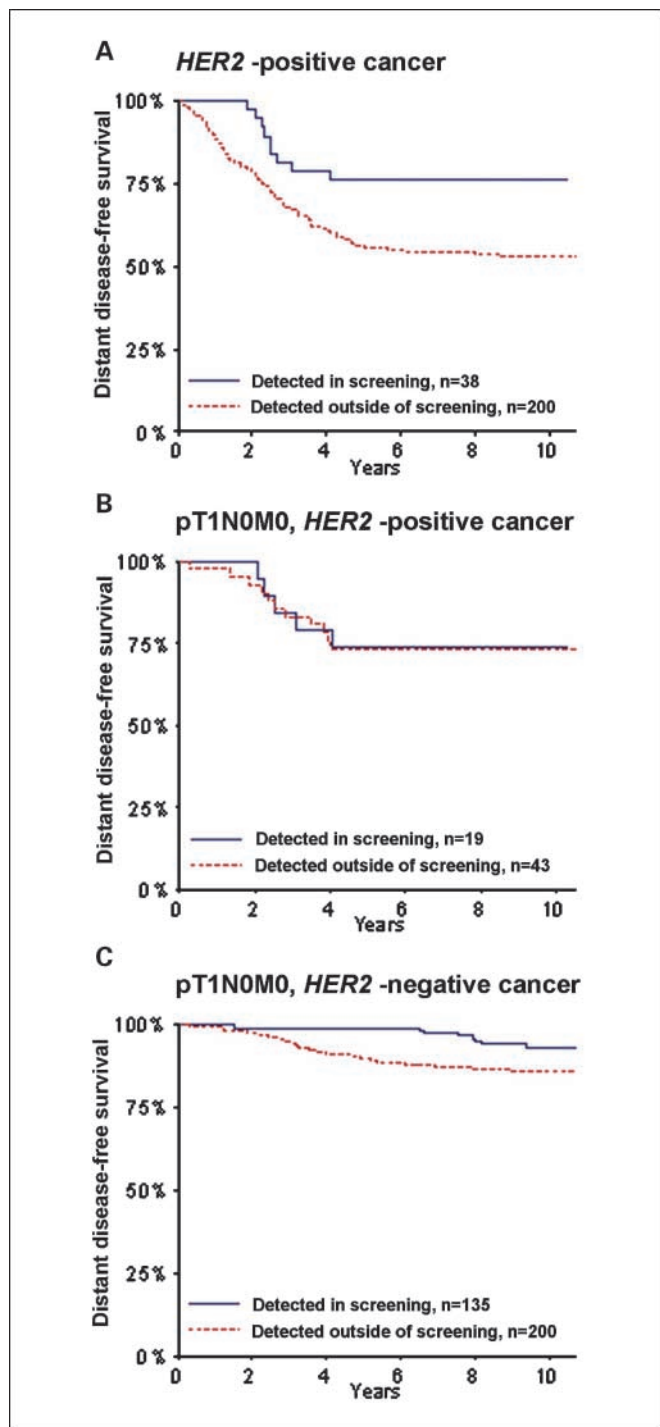 A
HER2 -positive cancer
Distant disease-free survival
100%
75%
50%
25%
0%
Detected in screening, n=38
Detected outside of screening, n=200
0 2 4 6 8 10
Years
B
pT1N0M0, HER2 -positive cancer
Distant disease-free survival
100%
75%
50%
25%
0%
Detected in screening, n=19
Detected outside of screening, n=43
0 2 4 6 8 10
Years
C
pT1N0M0, HER2 -negative cancer
Distant disease-free survival
100%
75%
50%
25%
0%
Detected in screening, n=135
Detected outside of screening, n=200
0 2 4 6 8 10
Years